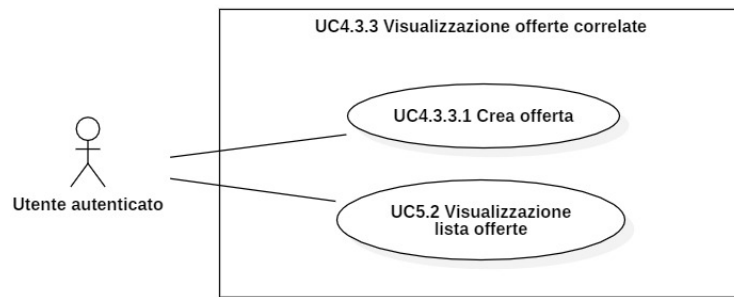 UC4.3.3 Visualizzazione offerte correlate
UC4.3.3.1 Crea offerta
Utente autenticato
UC5.2 Visualizzazione
lista offerte